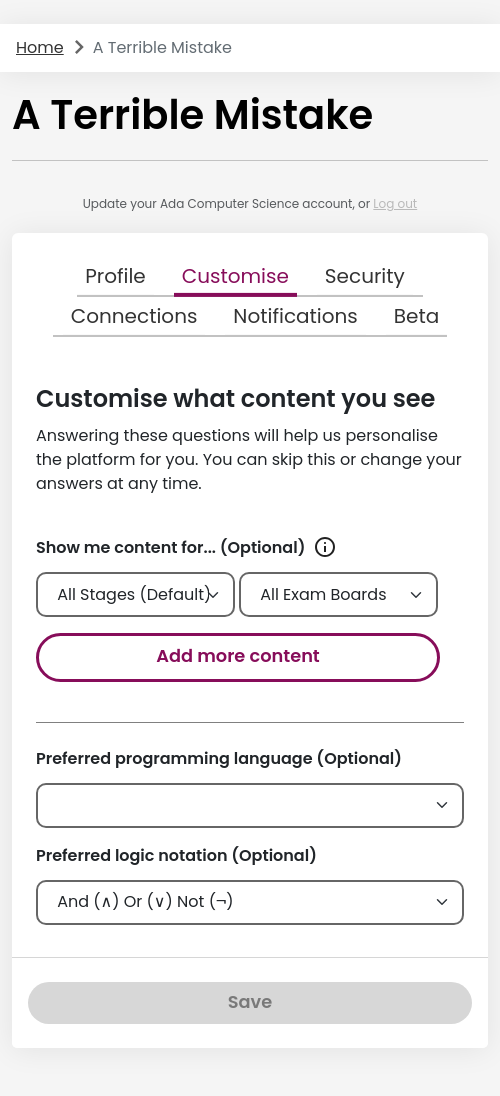 Home > A Terrible Mistake
A Terrible Mistake
Update your Ada Computer Science account, or Log out
Profile Customise Security
Connections Notifications Beta
Customise what content you see
Answering these questions will help us personalise
the platform for you. You can skip this or change your
answers at any time.
Show me content for... (Optional)
All Stages (Default) All Exam Boards
Add more content
Preferred programming language (Optional)
Preferred logic notation (Optional)
And (∧) Or (∨) Not (¬)
Save